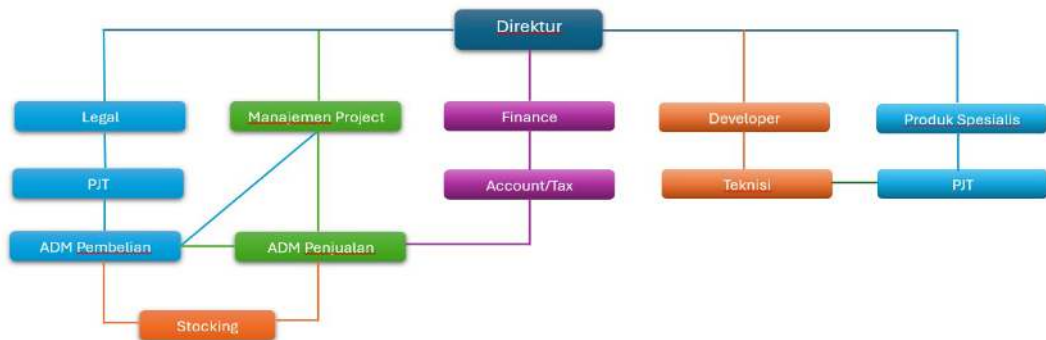 Direktur
Legal
Manajemen Project
Finance
Developer
Produk Spesialis
PJT
Account/Tax
Teknisi
PJT
ADM Pembelian
ADM Penjualan
Stocking